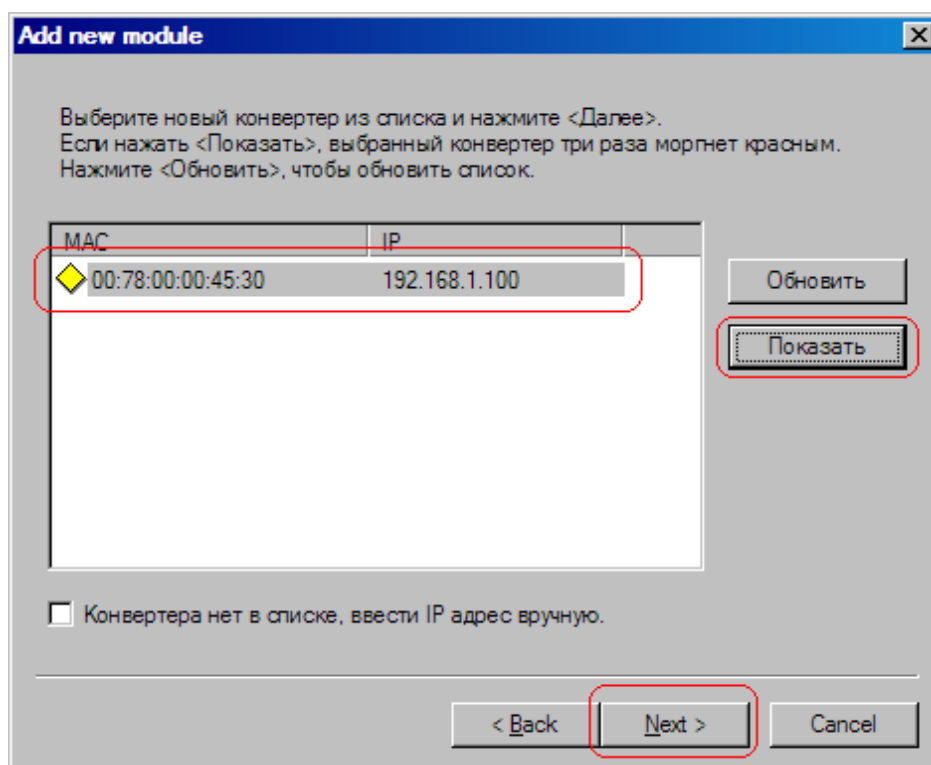 Add new module
Выберите новый конвертер из списка и нажмите <Далее>.
Если нажать <Показать>, выбранный конвертер три раза моргнет красным.
Нажмите <Обновить>, чтобы обновить список.
MAC IP
00:78:00:00:45:30 192.168.1.100
Обновить
Показать
Конвертера нет в списке, ввести IP адрес вручную.
< Back Next > Cancel